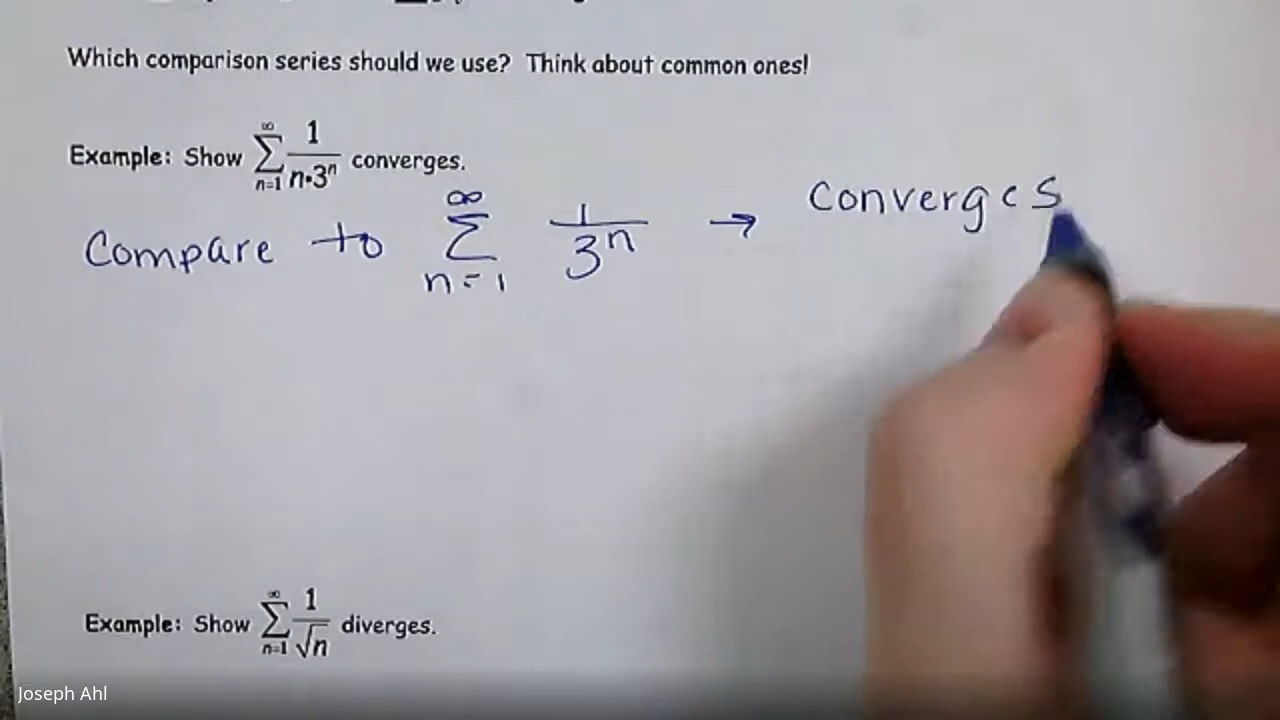 Which comparison series should we use? Think about common ones!
Example: Show ∑_{n=1}^{∞} 1/(n•3^n) converges.
Compare to ∑_{n=1}^{∞} 1/3^n → Converges
Example: Show ∑_{n=1}^{∞} 1/√n diverges.
Joseph Ahl